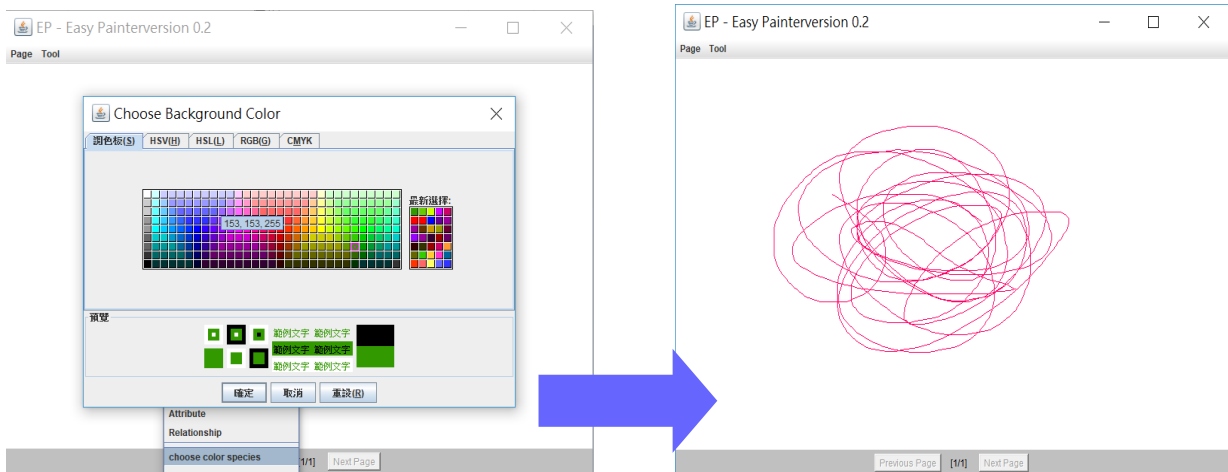 EP - Easy Painterversion 0.2
Page Tool
Choose Background Color
調色板(S) HSV(H) HSL(L) RGB(G) CMYK
最新選擇:
153, 153, 255
預覽
範例文字 範例文字
範例文字 範例文字
範例文字 範例文字
確定 取消 重設(R)
Attribute
Relationship
choose color species
1/1] Next Page
EP - Easy Painterversion 0.2
Page Tool
Previous Page [1/1] Next Page